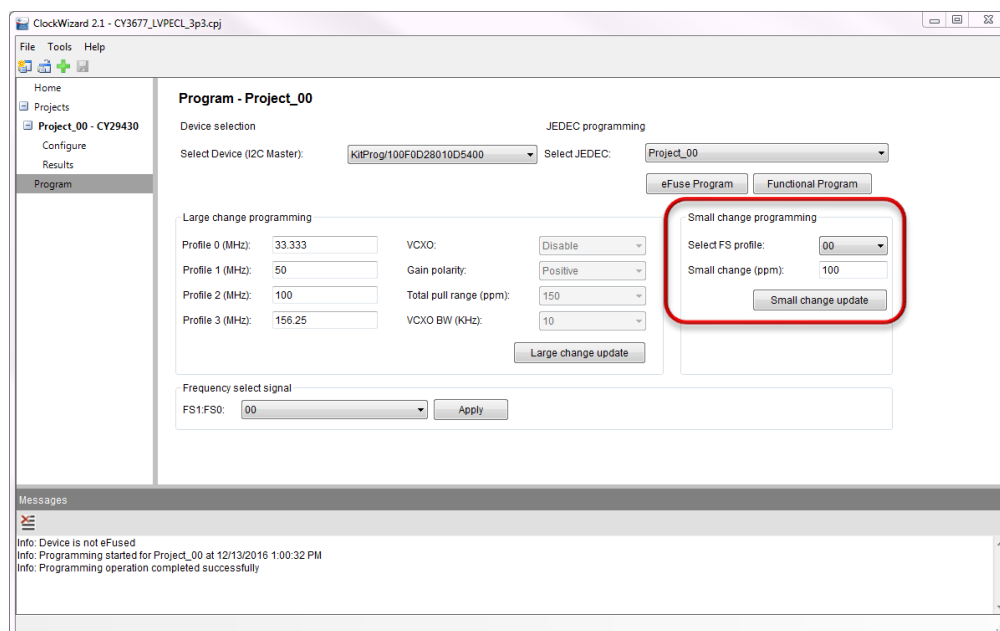 ClockWizard 2.1 - CY3677_LVPECL_3p3.cpj
File Tools Help
Home
Projects
Project_00 - CY29430
Configure
Results
Program
Program - Project_00
Device selection
JEDEC programming
Select Device (I2C Master): KitProg/100F0D28010D5400 Select JEDEC: Project_00
eFuse Program Functional Program
Large change programming
Profile 0 (MHz): 33.333 VCXO: Disable
Profile 1 (MHz): 50 Gain polarity: Positive
Profile 2 (MHz): 100 Total pull range (ppm): 150
Profile 3 (MHz): 156.25 VCXO BW (KHz): 10
Large change update
Small change programming
Select FS profile: 00
Small change (ppm): 100
Small change update
Frequency select signal
FS1:FS0: 00 Apply
Messages
Info: Device is not eFused
Info: Programming started for Project_00 at 12/13/2016 1:00:32 PM
Info: Programming operation completed successfully